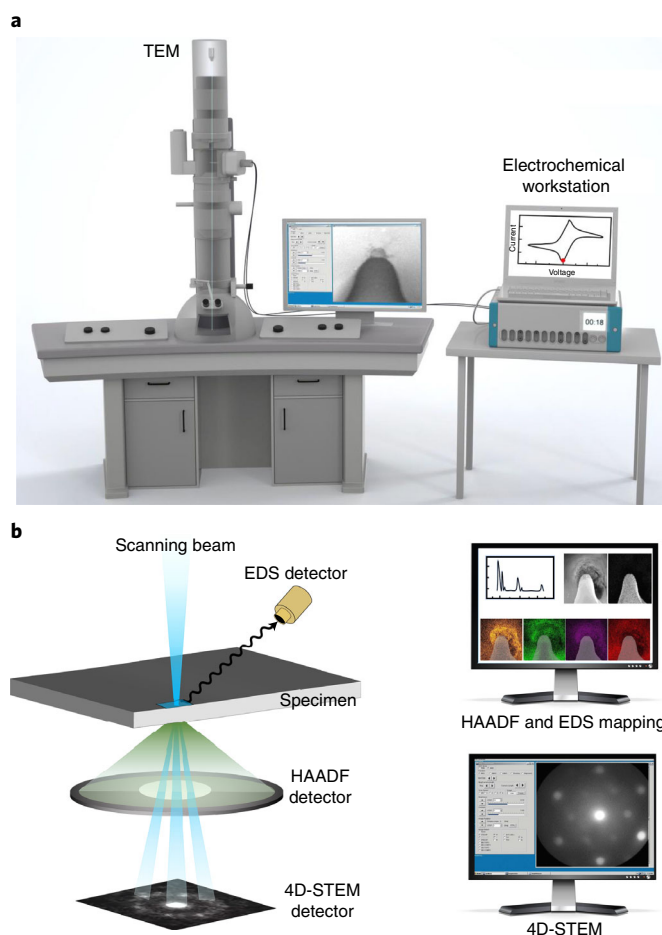 a
TEM
Electrochemical
workstation
Current
Voltage
00:18
b
Scanning beam
EDS detector
Specimen
HAADF
detector
4D-STEM
detector
HAADF and EDS mapping
4D-STEM